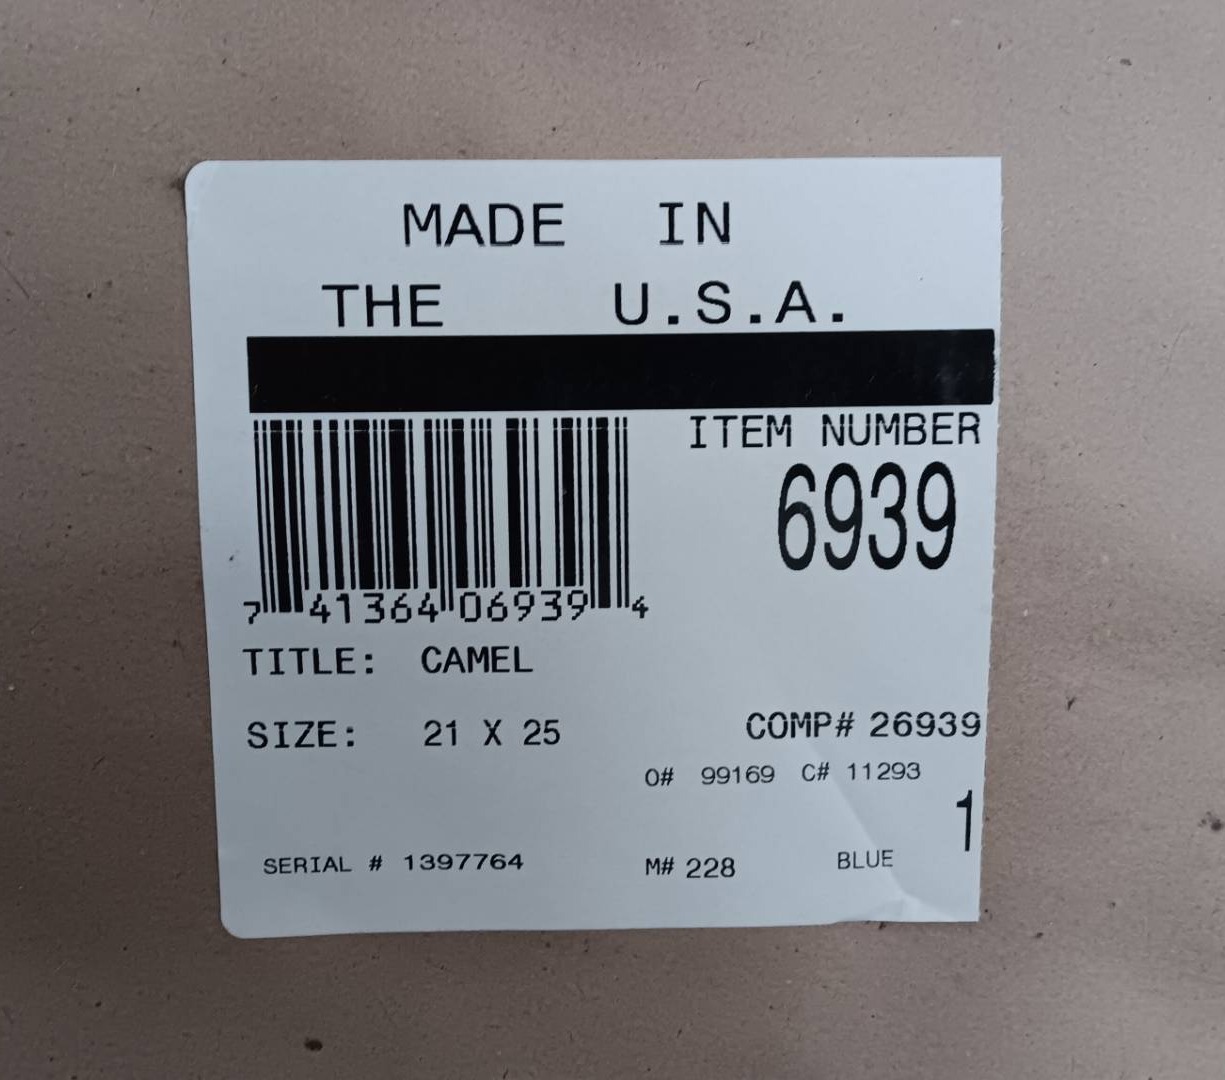 MADE IN
THE U.S.A.
ITEM NUMBER
6939
7 41364 06939 4
TITLE: CAMEL
SIZE: 21 X 25
COMP# 26939
O# 99169 C# 11293
1
SERIAL # 1397764 M# 228 BLUE